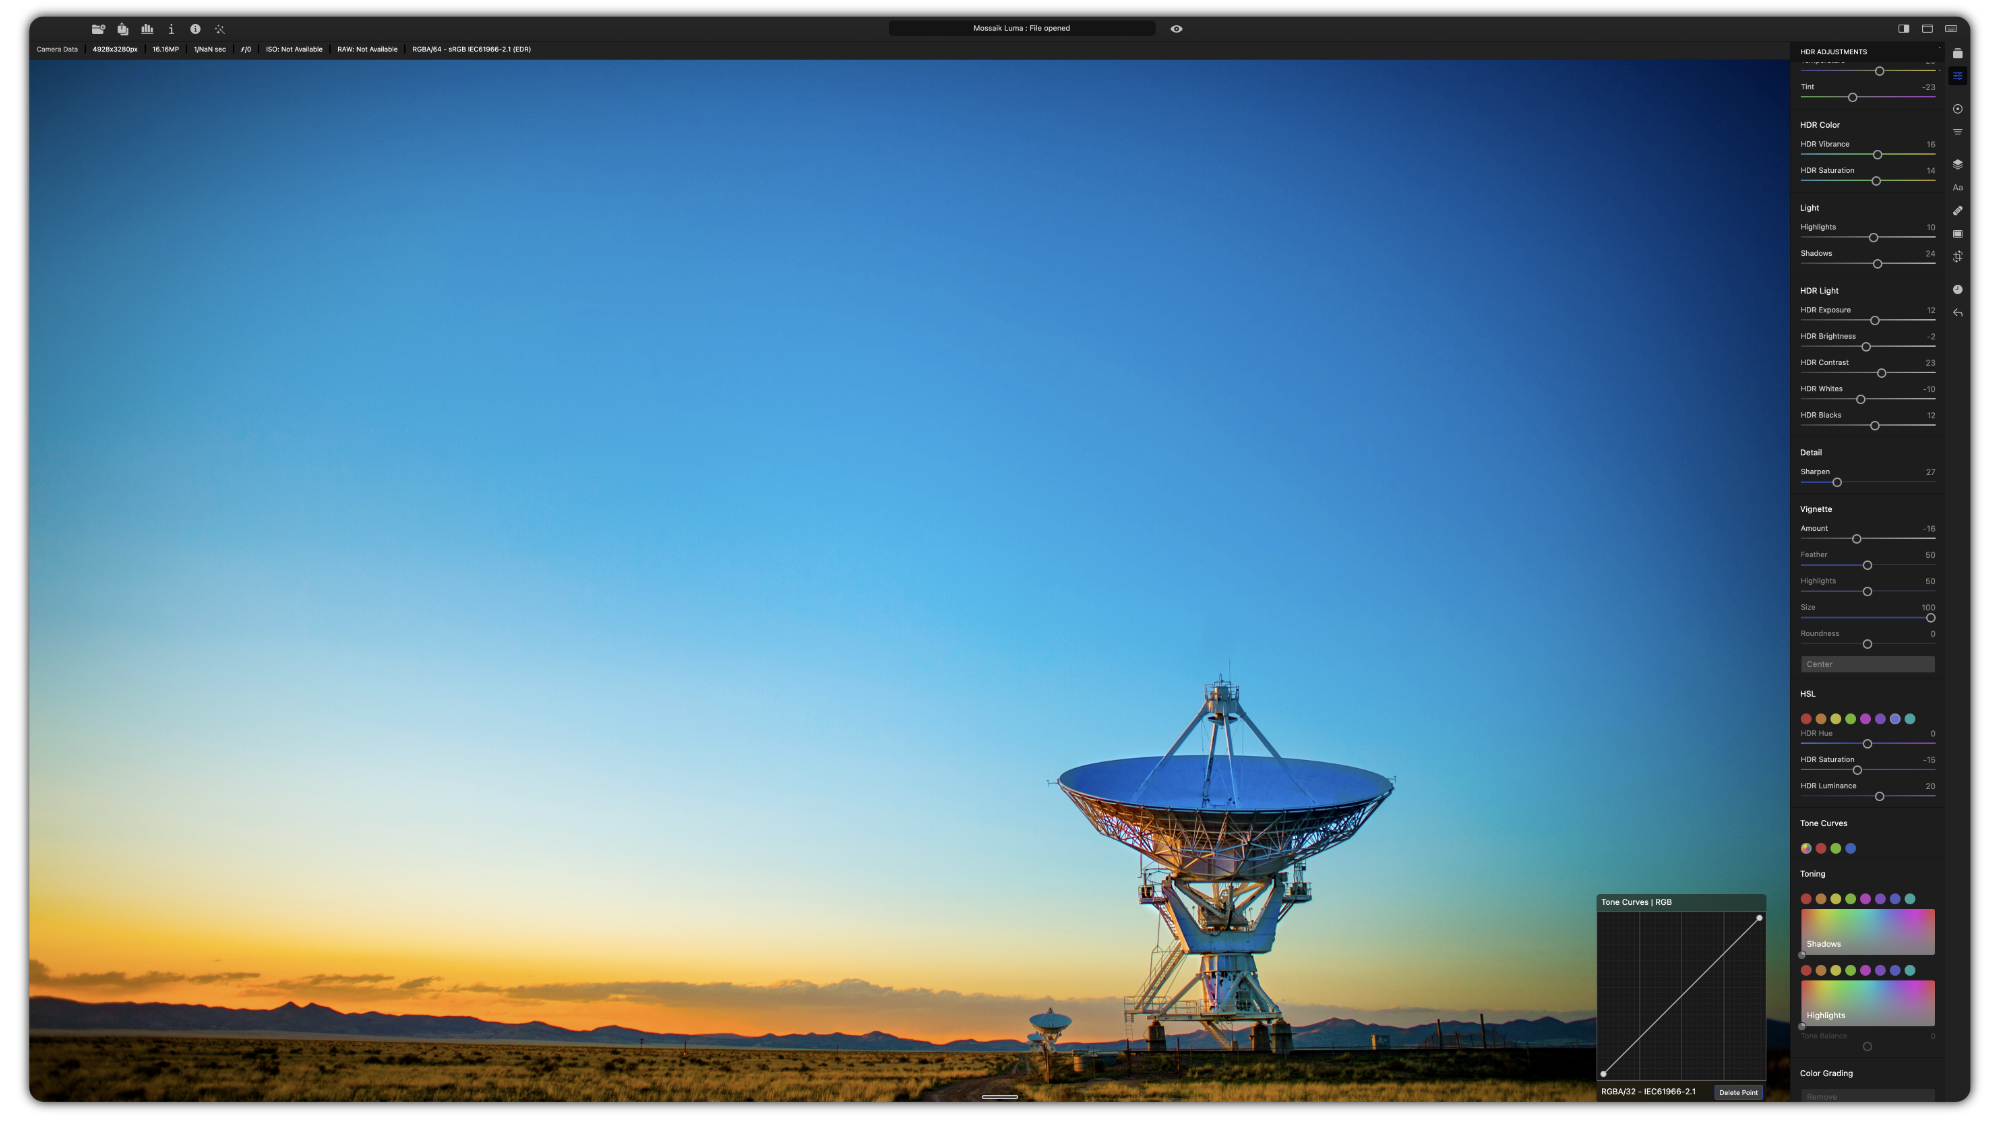 Mossaik Luma : File opened
Camera Data 4928x3280px 16.16MP 1/NaN sec ƒ/0 ISO: Not Available RAW: Not Available RGBA/64 - sRGB IEC61966-2.1 (EDR)
HDR ADJUSTMENTS
Temperature
Tint -23
HDR Color
HDR Vibrance 16
HDR Saturation 14
Light
Highlights 10
Shadows 24
HDR Light
HDR Exposure 12
HDR Brightness -2
HDR Contrast 23
HDR Whites -10
HDR Blacks 12
Detail
Sharpen 27
Vignette
Amount -16
Feather 50
Highlights 50
Size 100
Roundness 0
Center
HSL
HDR Hue 0
HDR Saturation -15
HDR Luminance 20
Tone Curves
Toning
Shadows
Highlights
Tone Balance 0
Color Grading
Remove
Aa
Tone Curves | RGB
RGBA/32 - IEC61966-2.1 Delete Point